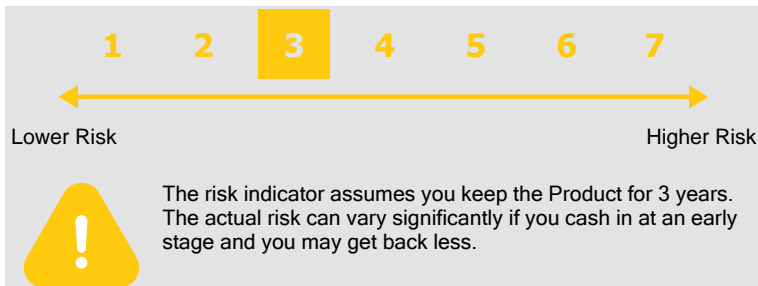 1 2 3 4 5 6 7
Lower Risk Higher Risk
The risk indicator assumes you keep the Product for 3 years.
The actual risk can vary significantly if you cash in at an early
stage and you may get back less.
!